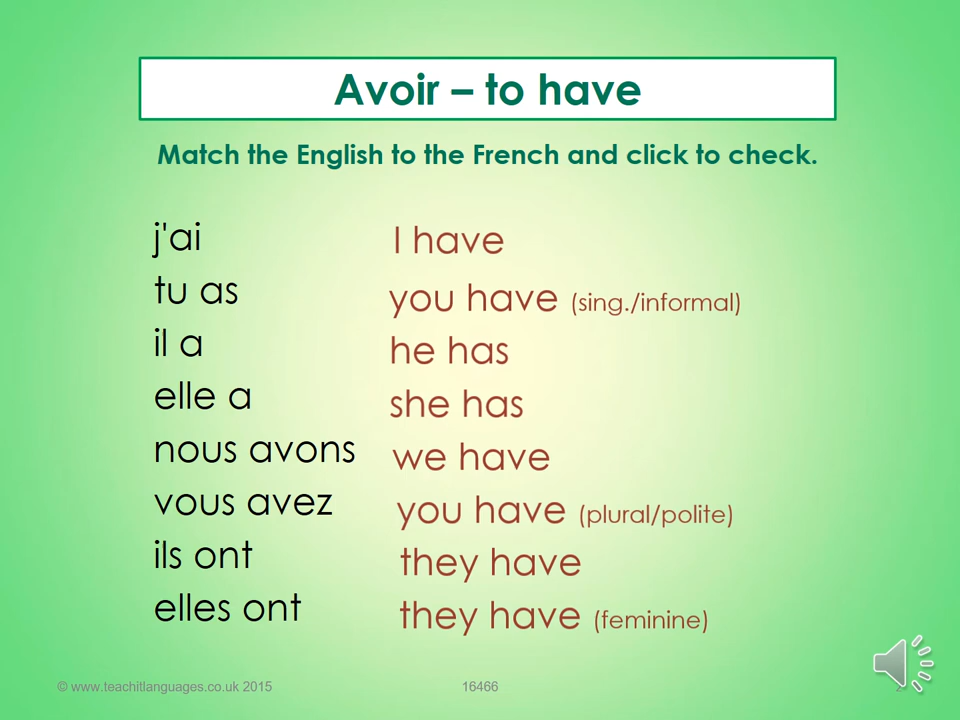 Avoir – to have
Match the English to the French and click to check.
j'ai I have
tu as you have (sing./informal)
il a he has
elle a she has
nous avons we have
vous avez you have (plural/polite)
ils ont they have
elles ont they have (feminine)
© www.teachitlanguages.co.uk 2015 16466